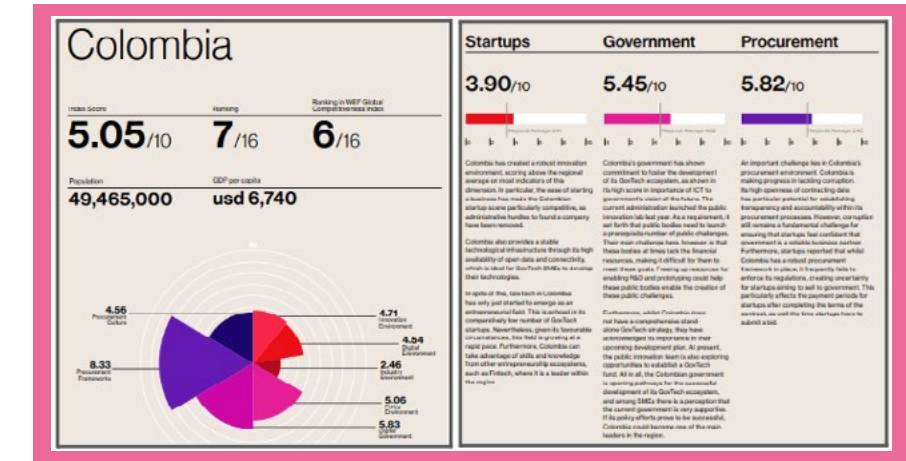 Colombia
Index Score
Ranking
Ranking in WEF Global
Competitiveness Index
5.05/10
7/16
6/16
Population
GDP per capita
49,465,000
usd 6,740
4.56
Procurement
Culture
8.33
Procurement
Frameworks
4.71
Innovation
Environment
4.54
Digital
Environment
2.46
Industry
Environment
5.06
Environment
5.83
Digital
Government
Startups
3.90/10
Regional Average
Colombia has created a robust innovation
environment, scoring above the regional
average on most indicators of this
dimension. In particular, the ease of starting
a business has made the Colombian
startup scene particularly competitive, as
administrative hurdles to found a company
have been removed.
Colombia also provides a stable
technological infrastructure through its high
availability of open data and connectivity,
which is ideal for GovTech SMEs to develop
their technologies.
In spite of this, GovTech in Colombia
has only just started to emerge as an
entrepreneurial field. This is echoed in its
comparatively low number of GovTech
startups. Nevertheless, given its favourable
circumstances, this field is growing at a
rapid pace. Furthermore, Colombia can
take advantage of skills and knowledge
from other entrepreneurship ecosystems,
such as Fintech, where it is a leader within
the region
Government
5.45/10
Regional Average
Colombia's government has shown
commitment to foster the development
of its GovTech ecosystem, as shown in
its high score in importance of ICT to
government's vision of the future. The
current administration launched the public
innovation lab last year. As a requirement, it
set forth that public bodies need to launch
a prerequisite number of public challenges.
Their main challenge here, however is that
these bodies at times lack the financial
resources, making it difficult for them to
meet these goals. Freeing up resources for
enabling R&D and prototyping could help
these public bodies enable the creation of
these public challenges.
Furthermore, whilst Colombia does
not have a comprehensive stand-
alone GovTech strategy, they have
acknowledged its importance in their
upcoming development plan. At present,
the public innovation team is also exploring
opportunities to establish a GovTech
fund. All in all, the Colombian government
is opening pathways for the successful
development of its GovTech ecosystem,
and among SMEs there is a perception that
the current government is very supportive.
If its policy efforts prove to be successful,
Colombia could become one of the main
leaders in the region.
Procurement
5.82/10
Regional Average
An important challenge lies in Colombia's
procurement environment. Colombia is
making progress in tackling corruption.
Its high openness of contracting data
has particular potential for establishing
transparency and accountability within its
procurement processes. However, corruption
still remains a fundamental challenge for
ensuring that startups feel confident that
government is a reliable business partner
Furthermore, startups reported that whilst
Colombia has a robust procurement
framework in place, it frequently fails to
enforce its regulations, creating uncertainty
for startups aiming to sell to government. This
particularly affects the payment periods for
startups after completing the terms of the
contract, as well the time startups have to
submit a bid.